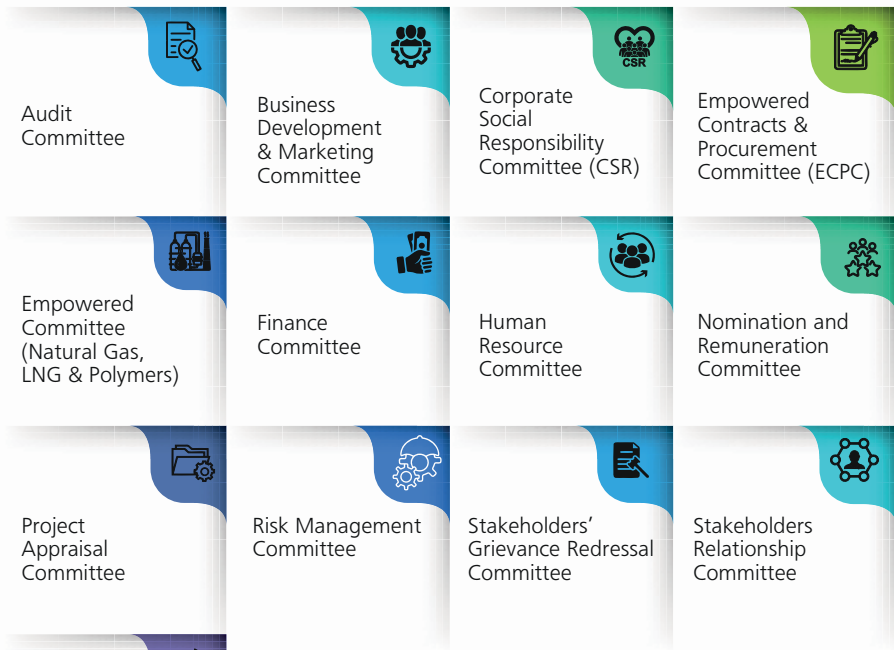 Audit
Committee
Business
Development
& Marketing
Committee
CSR
Corporate
Social
Responsibility
Committee (CSR)
Empowered
Contracts &
Procurement
Committee (ECPC)
Empowered
Committee
(Natural Gas,
LNG & Polymers)
Finance
Committee
Human
Resource
Committee
Nomination and
Remuneration
Committee
Project
Appraisal
Committee
Risk Management
Committee
Stakeholders’
Grievance Redressal
Committee
Stakeholders
Relationship
Committee